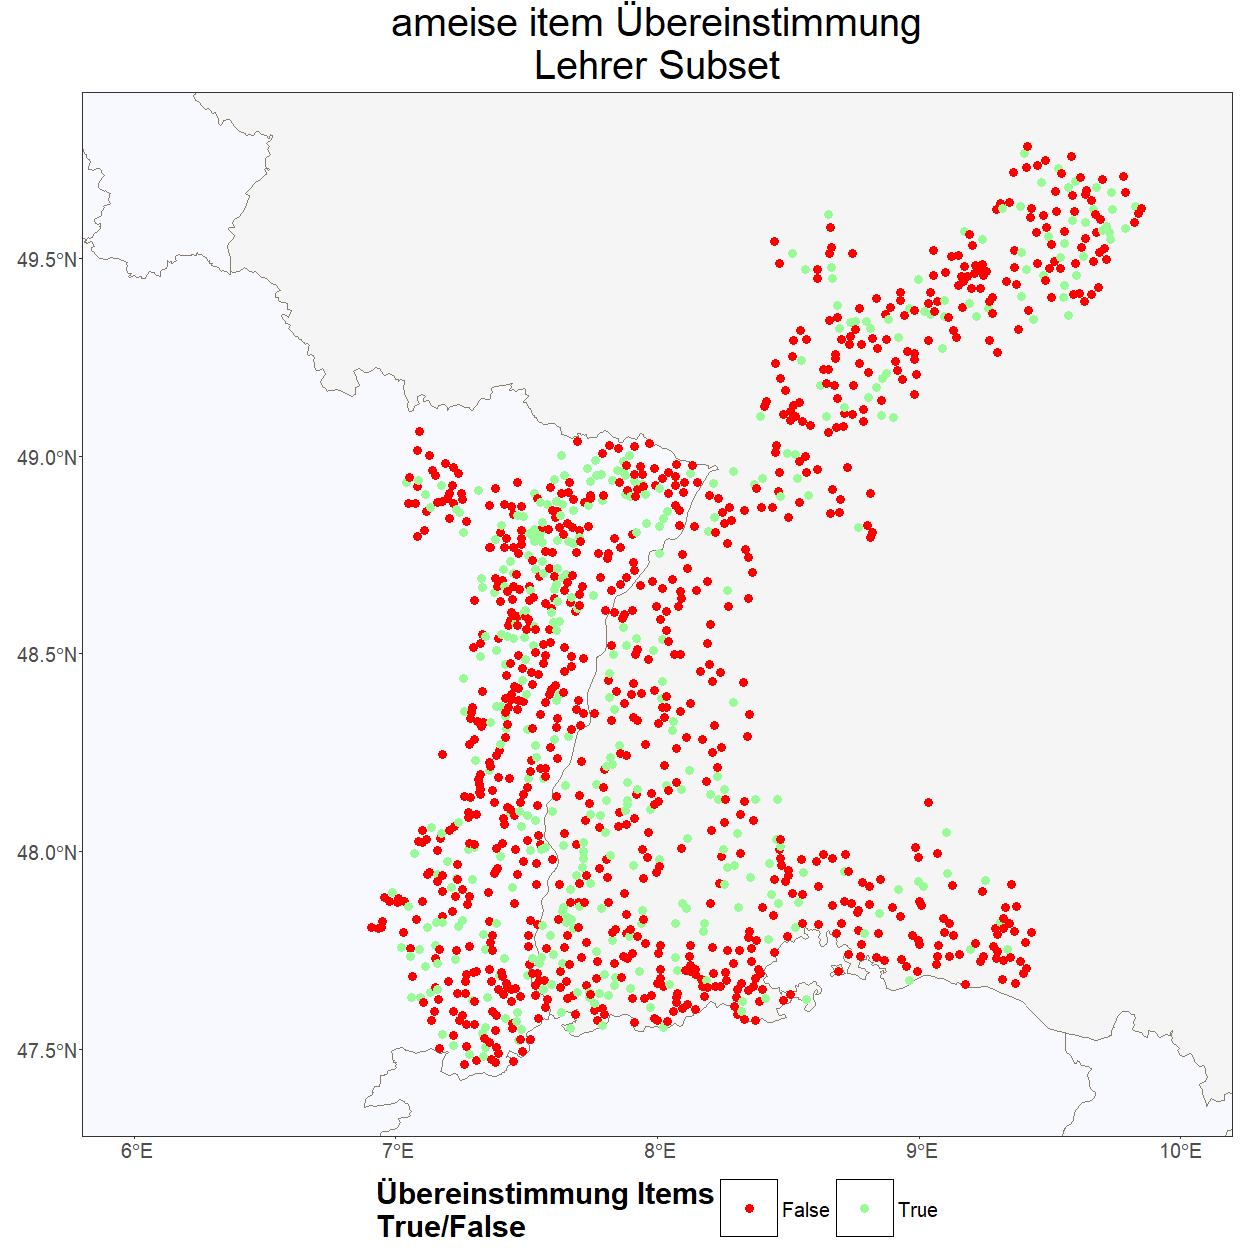 ameise item Übereinstimmung
Lehrer Subset
49.5°N
49.0°N
48.5°N
48.0°N
47.5°N
6°E 7°E 8°E 9°E 10°E
Übereinstimmung Items
True/False
False True